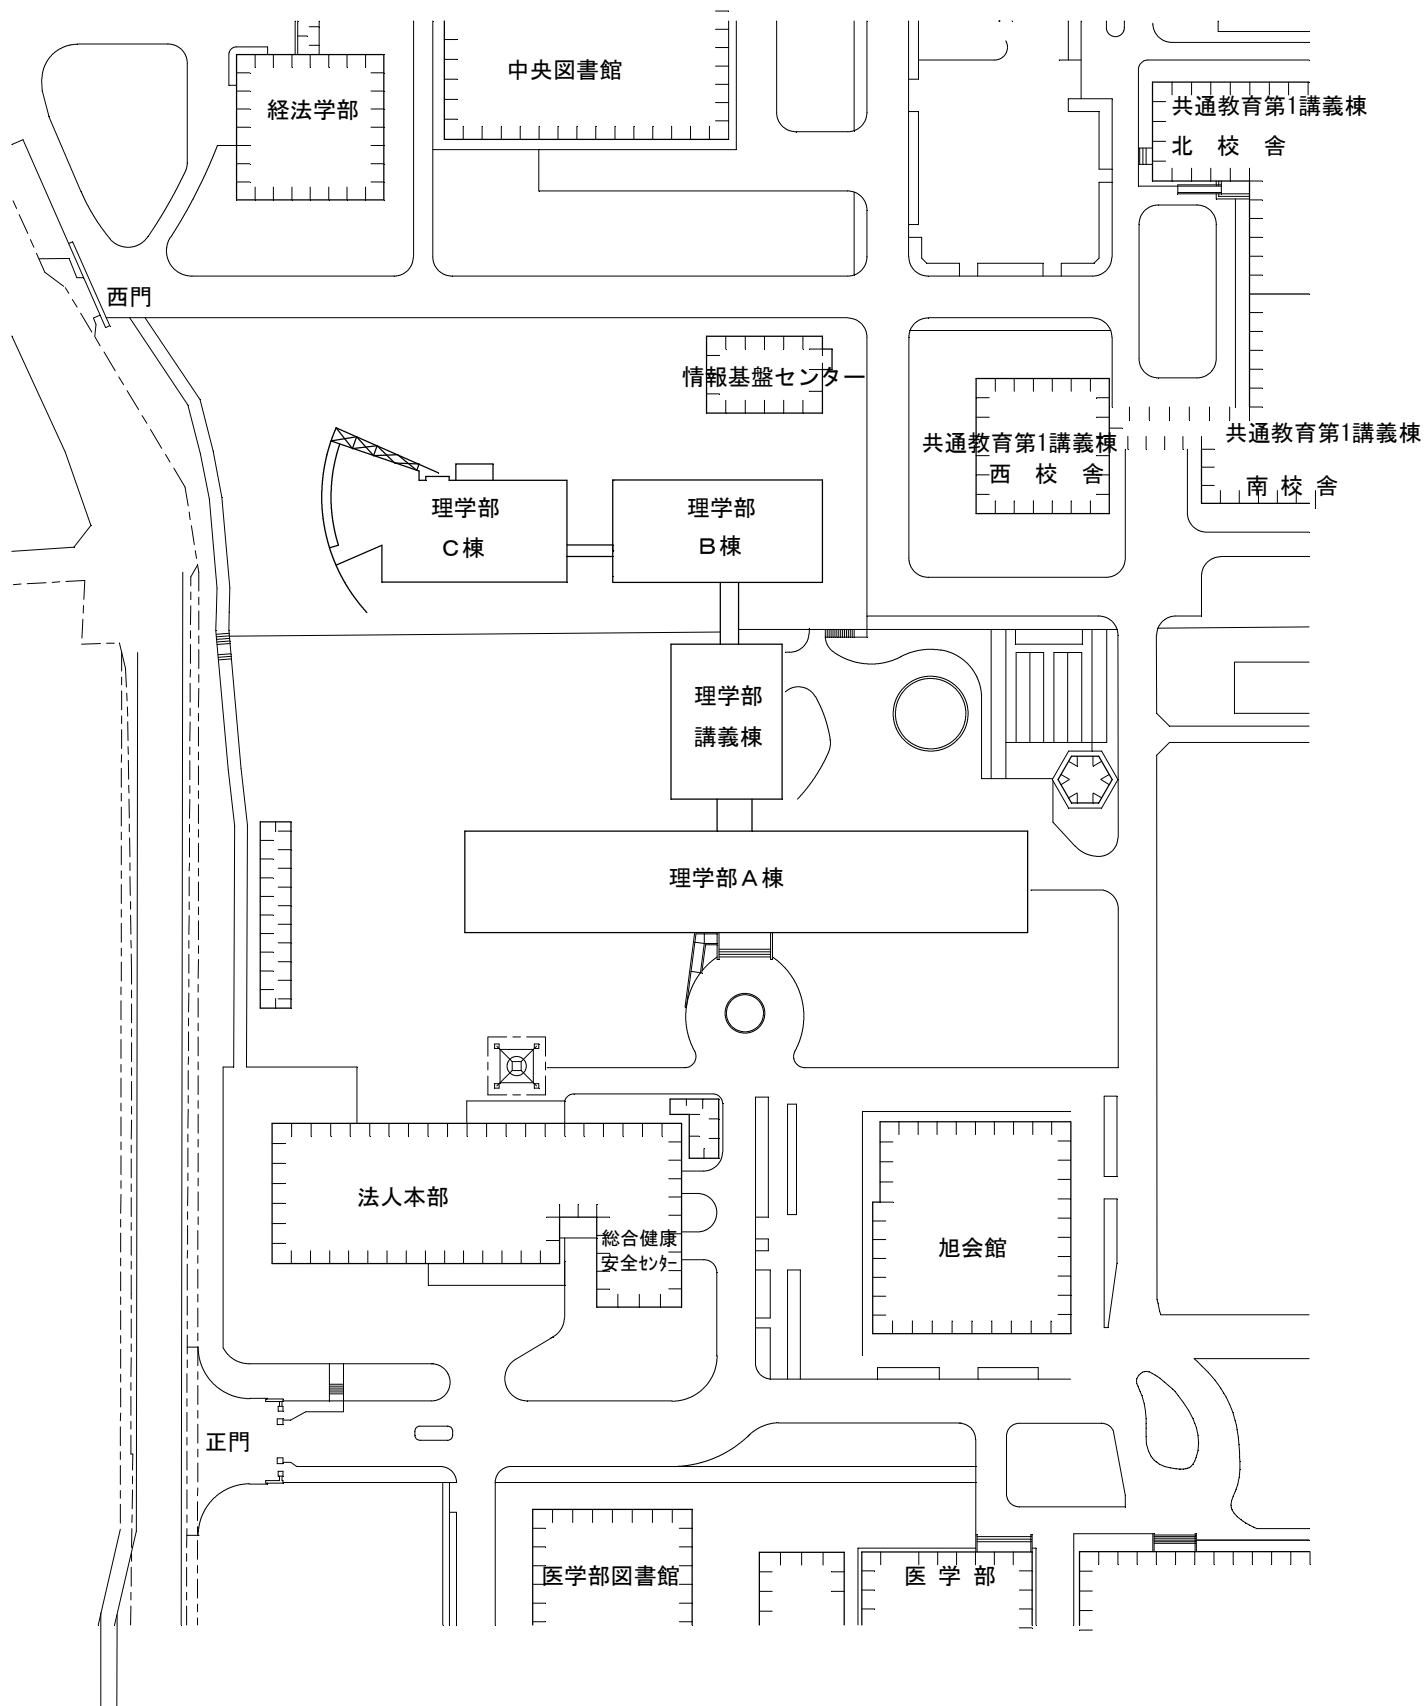 中央図書館
経法学部
共通教育第1講義棟
北校舎
西門
情報基盤センター
共通教育第1講義棟
西校舎
共通教育第1講義棟
南校舎
理学部
C棟
理学部
B棟
理学部
講義棟
理学部A棟
法人本部
総合健康
安全センター
旭会館
正門
医学部図書館
医学部